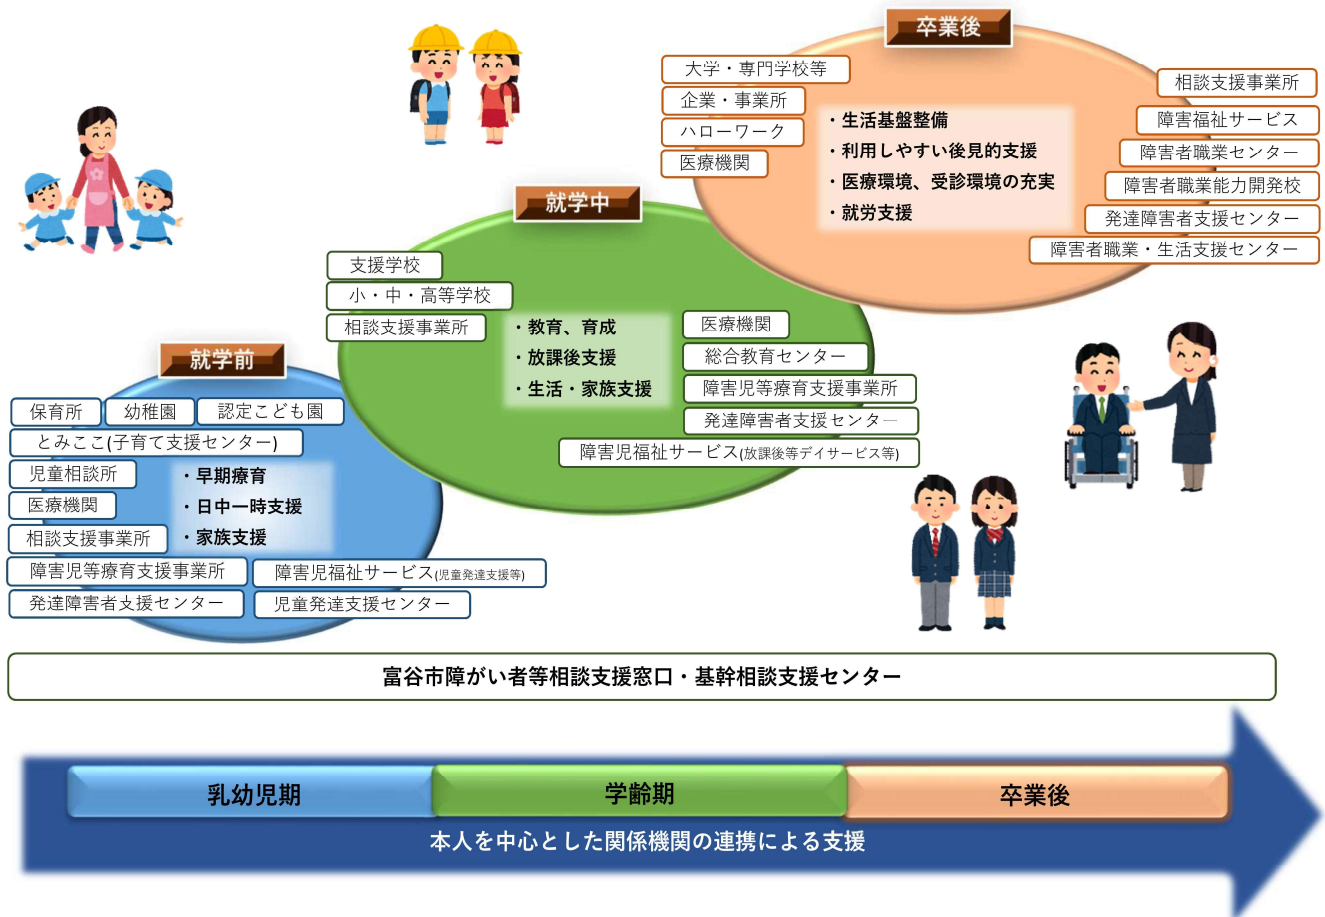 卒業後
大学・専門学校等
企業・事業所
ハローワーク
医療機関
・生活基盤整備
・利用しやすい後見的支援
・医療環境、受診環境の充実
・就労支援
相談支援事業所
障害福祉サービス
障害者職業センター
障害者職業能力開発校
発達障害者支援センター
障害者職業・生活支援センター
就学中
支援学校
小・中・高等学校
相談支援事業所
・教育、育成
・放課後支援
・生活・家族支援
医療機関
総合教育センター
障害児等療育支援事業所
発達障害者支援センター
障害児福祉サービス(放課後等デイサービス等)
就学前
保育所 幼稚園 認定こども園
とみここ(子育て支援センター)
児童相談所
医療機関
相談支援事業所
・早期療育
・日中一時支援
・家族支援
障害児等療育支援事業所 障害児福祉サービス(児童発達支援等)
発達障害者支援センター 児童発達支援センター
富谷市障がい者等相談支援窓口・基幹相談支援センター
乳幼児期 学齢期 卒業後
本人を中心とした関係機関の連携による支援